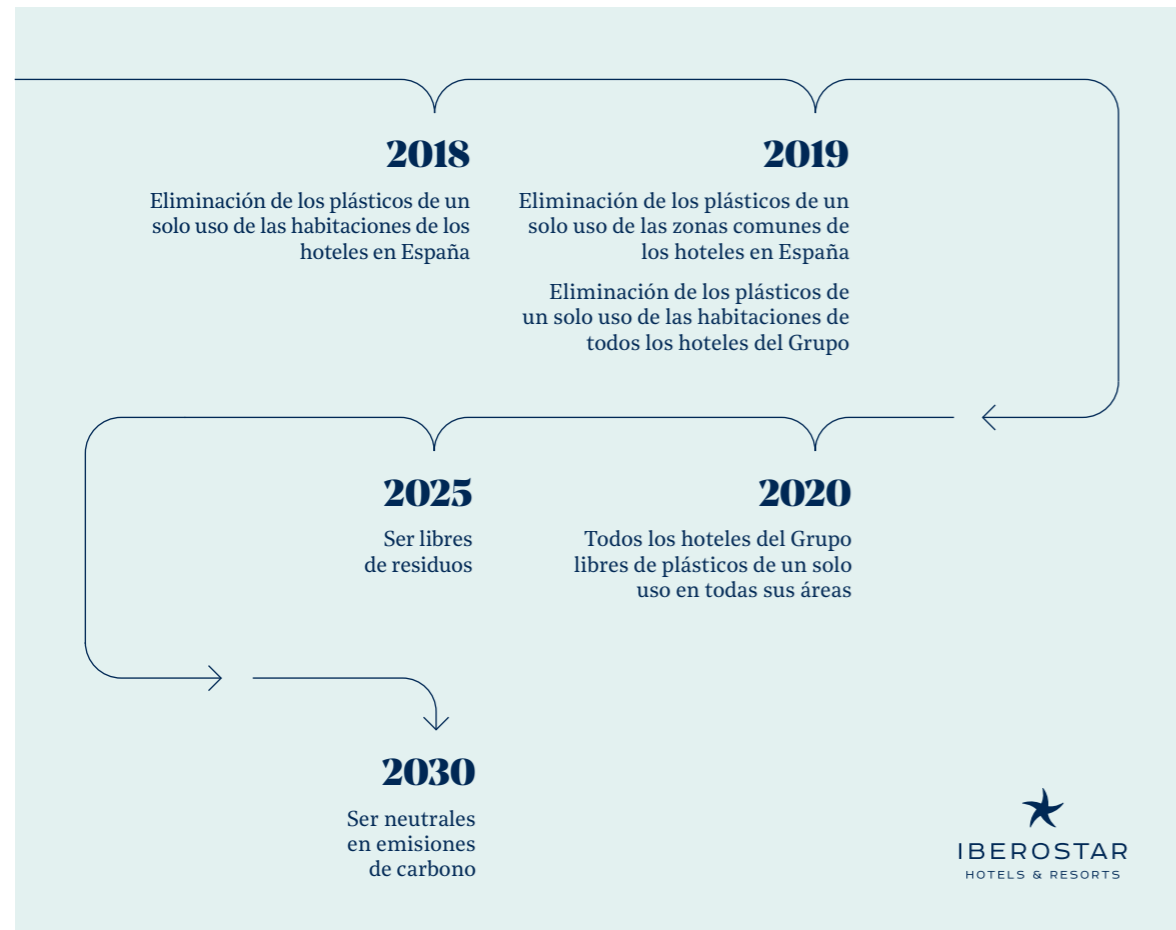 2018
Eliminación de los plásticos de un
solo uso de las habitaciones de los
hoteles en España
2019
Eliminación de los plásticos de un
solo uso de las zonas comunes de
los hoteles en España
Eliminación de los plásticos de
un solo uso de las habitaciones de
todos los hoteles del Grupo
2020
Todos los hoteles del Grupo
libres de plásticos de un solo
uso en todas sus áreas
2025
Ser libres
de residuos
2030
Ser neutrales
en emisiones
de carbono
IBEROSTAR
HOTELS & RESORTS